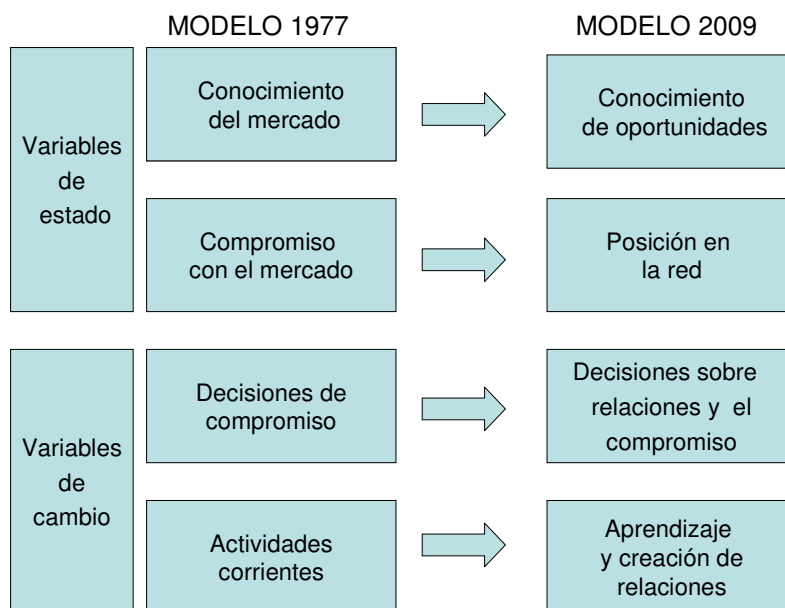 MODELO 1977
MODELO 2009
Variables
de
estado
Conocimiento
del mercado
Conocimiento
de oportunidades
Compromiso
con el mercado
Posición en
la red
Variables
de
cambio
Decisiones de
compromiso
Decisiones sobre
relaciones y el
compromiso
Actividades
corrientes
Aprendizaje
y creación de
relaciones